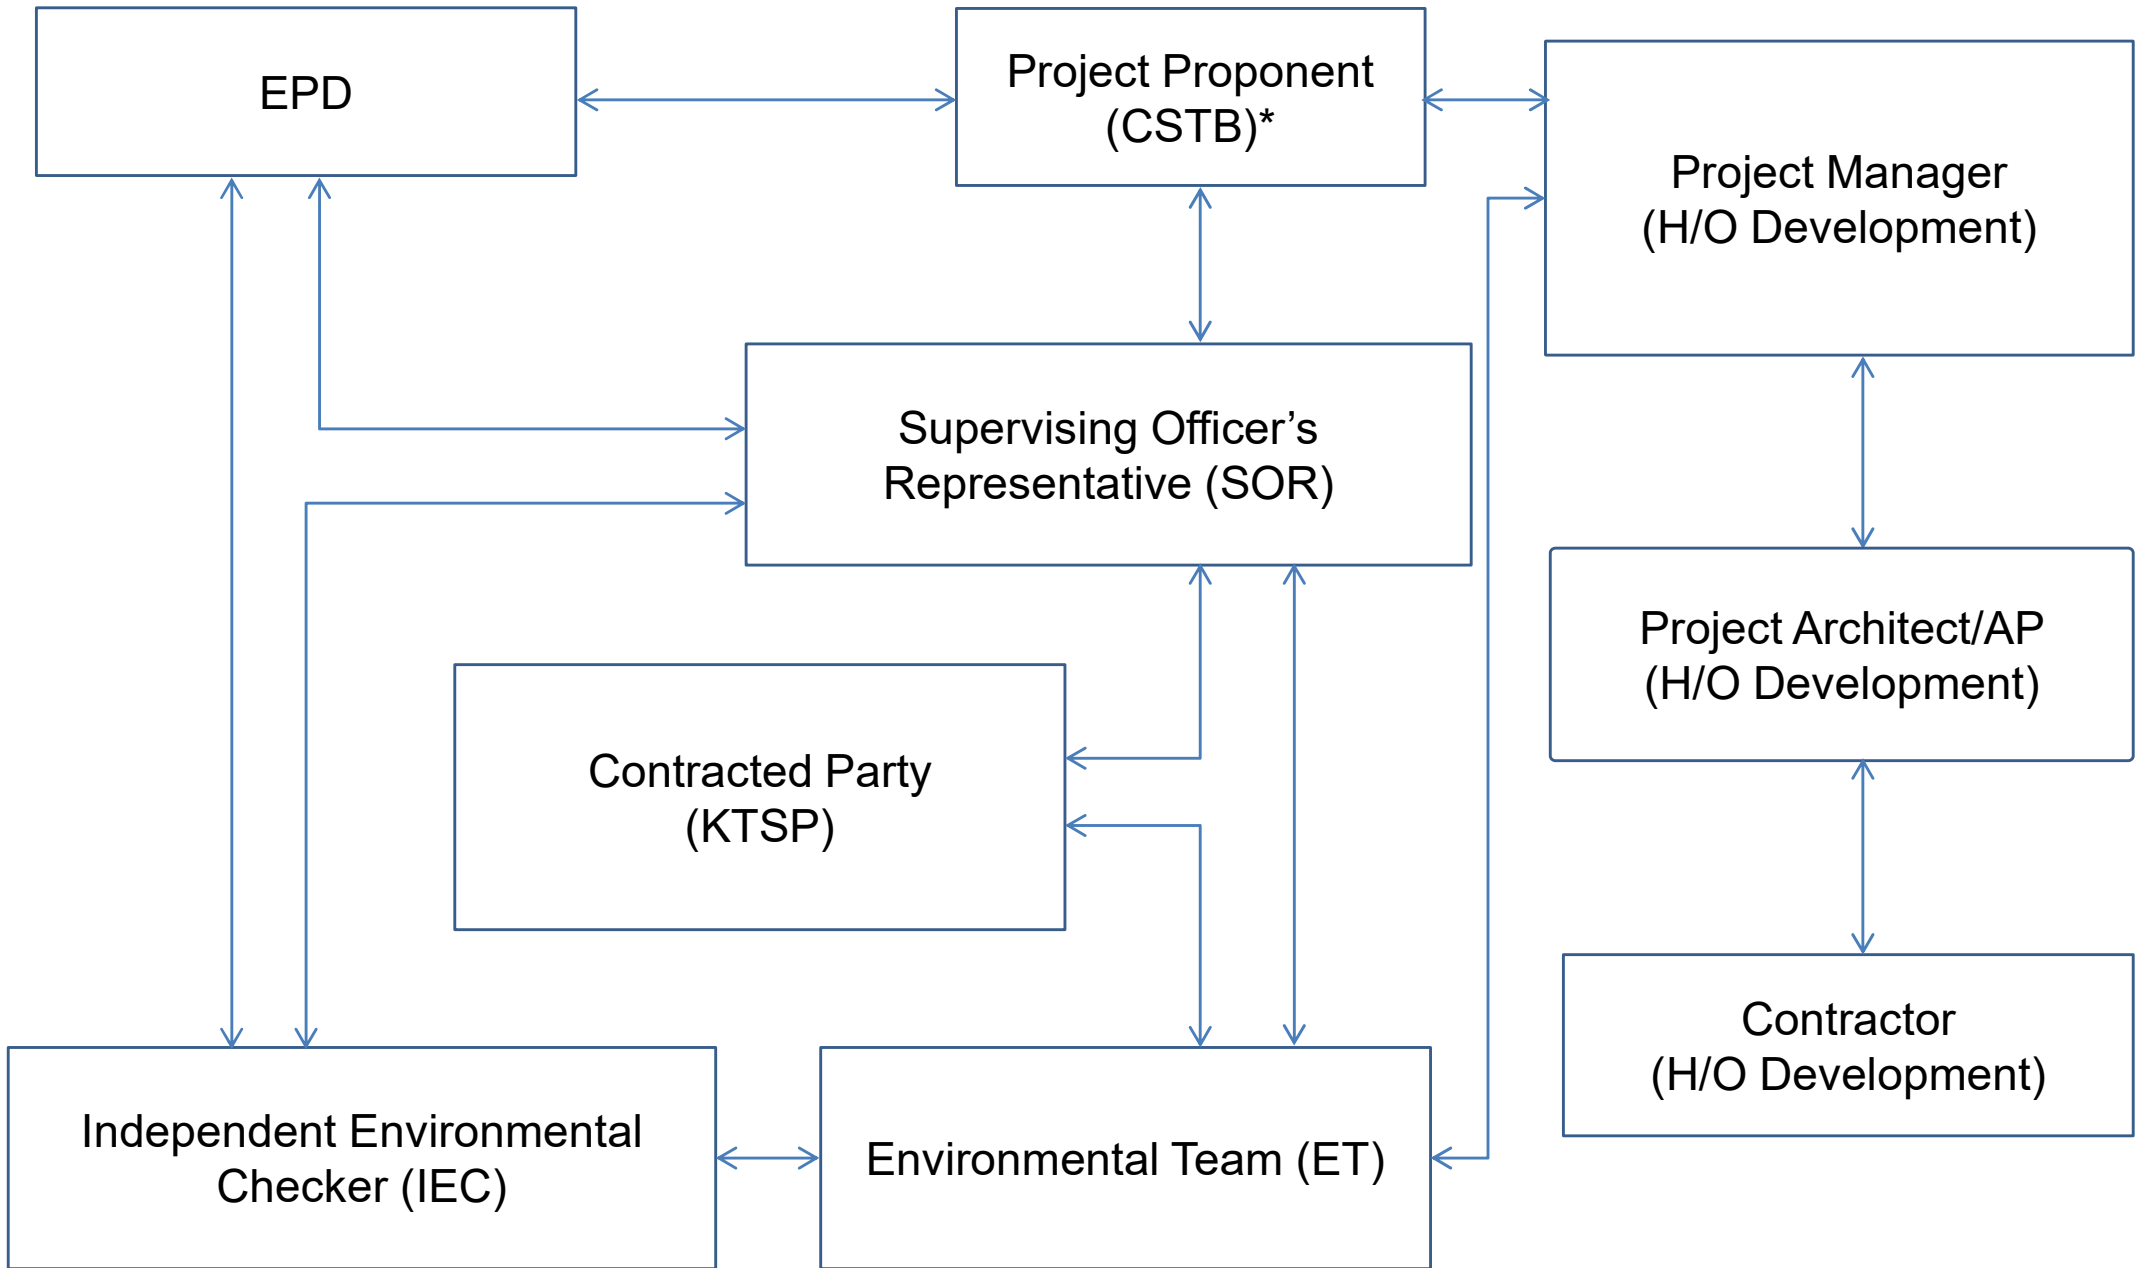 EPD
Project Proponent
(CSTB)*
Project Manager
(H/O Development)
Supervising Officer’s
Representative (SOR)
Project Architect/AP
(H/O Development)
Contracted Party
(KTSP)
Contractor
(H/O Development)
Independent Environmental
Checker (IEC)
Environmental Team (ET)